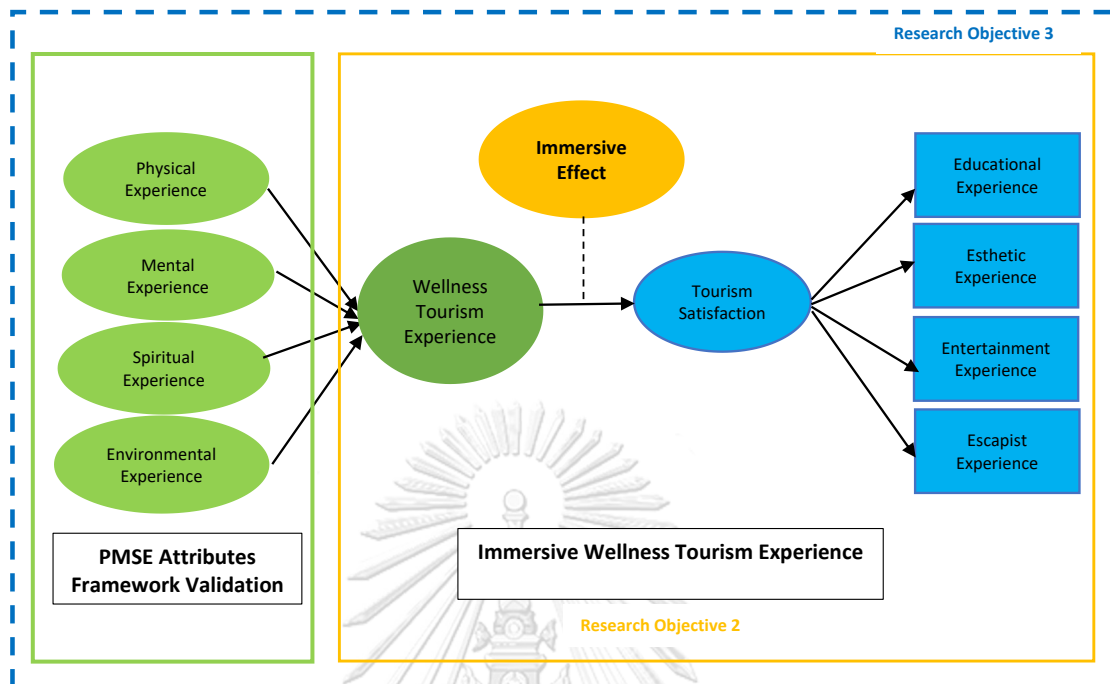 Research Objective 3
Physical
Experience
Mental
Experience
Spiritual
Experience
Environmental
Experience
PMSE Attributes
Framework Validation
Immersive
Effect
Wellness
Tourism
Experience
Tourism
Satisfaction
Educational
Experience
Esthetic
Experience
Entertainment
Experience
Escapist
Experience
Immersive Wellness Tourism Experience
Research Objective 2